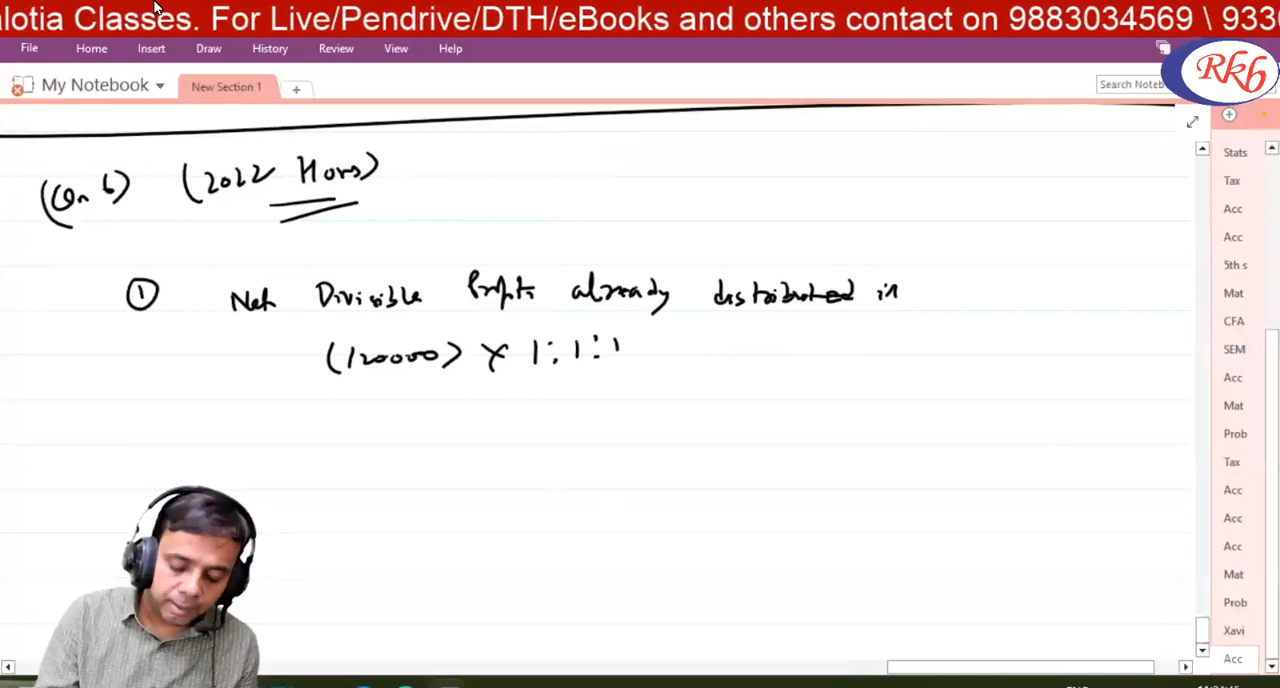 alotia Classes. For Live/Pendrive/DTH/eBooks and others contact on 9883034569 \ 933
File Home Insert Draw History Review View Help
Rkb
My Notebook New Section 1 +
Search Noteb
(Qn 6) (2022 Hons)
① Net Divisible Profits already distributed in
(120000) x 1:1:1
Stats
Tax
Acc
Acc
5th s
Mat
CFA
SEM
Acc
Mat
Prob
Tax
Acc
Acc
Acc
Mat
Prob
Xavi
Acc